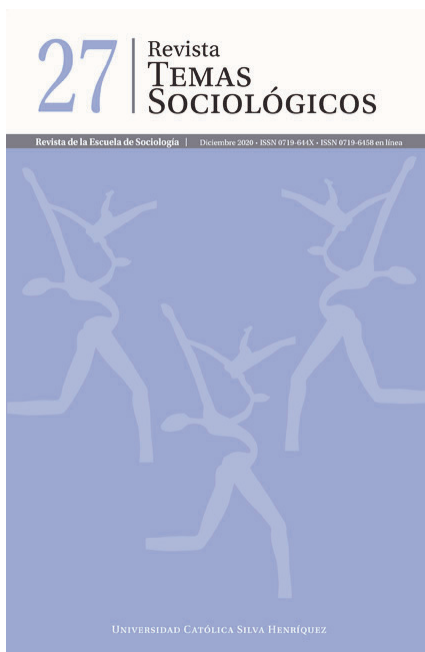 27
Revista
TEMAS
SOCIOLÓGICOS
Revista de la Escuela de Sociología | Diciembre 2020 • ISSN 0719-644X • ISSN 0719-6458 en línea
UNIVERSIDAD CATÓLICA SILVA HENRÍQUEZ